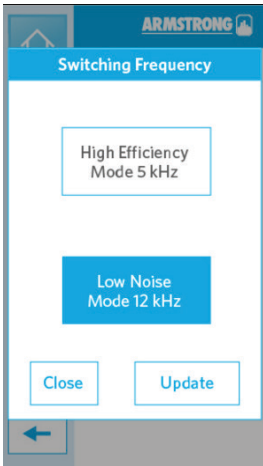 ARMSTRONG
Switching Frequency
High Efficiency
Mode 5 kHz
Low Noise
Mode 12 kHz
Close
Update